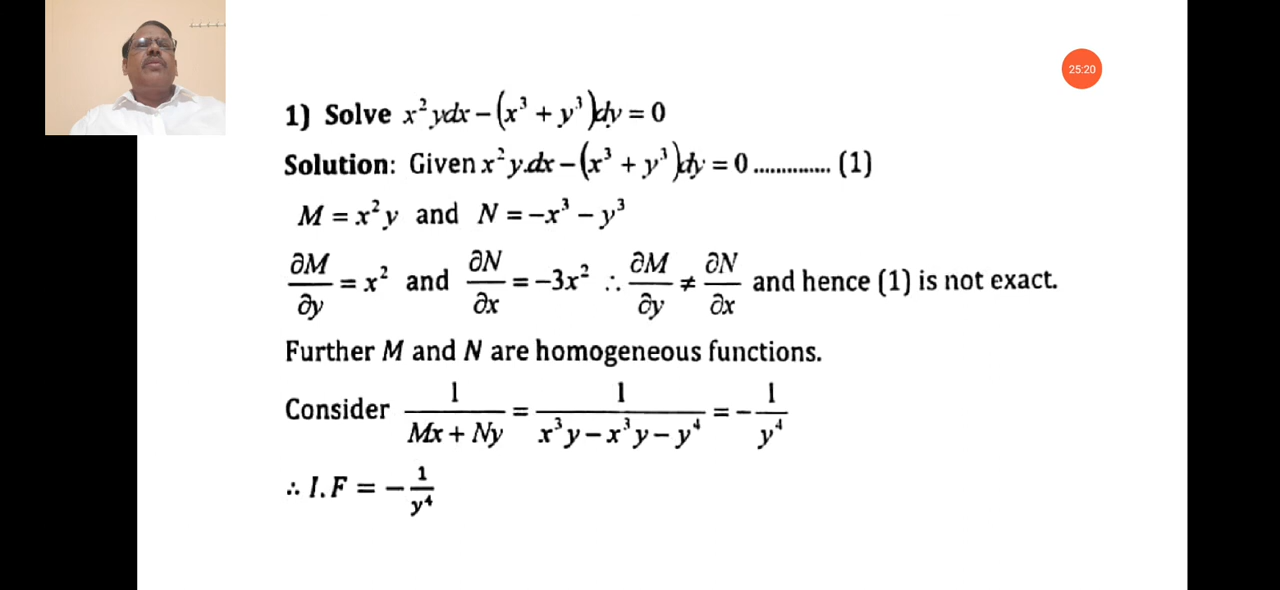 25:20
1) Solve x²ydx – (x³ + y³)dy = 0
Solution: Given x²y.dx – (x³ + y³)dy = 0 .............. (1)
M = x²y and N = –x³ – y³
∂M/∂y = x² and ∂N/∂x = –3x² ∴ ∂M/∂y ≠ ∂N/∂x and hence (1) is not exact.
Further M and N are homogeneous functions.
Consider 1/(Mx + Ny) = 1/(x³y – x³y – y⁴) = – 1/y⁴
∴ I.F = – 1/y⁴